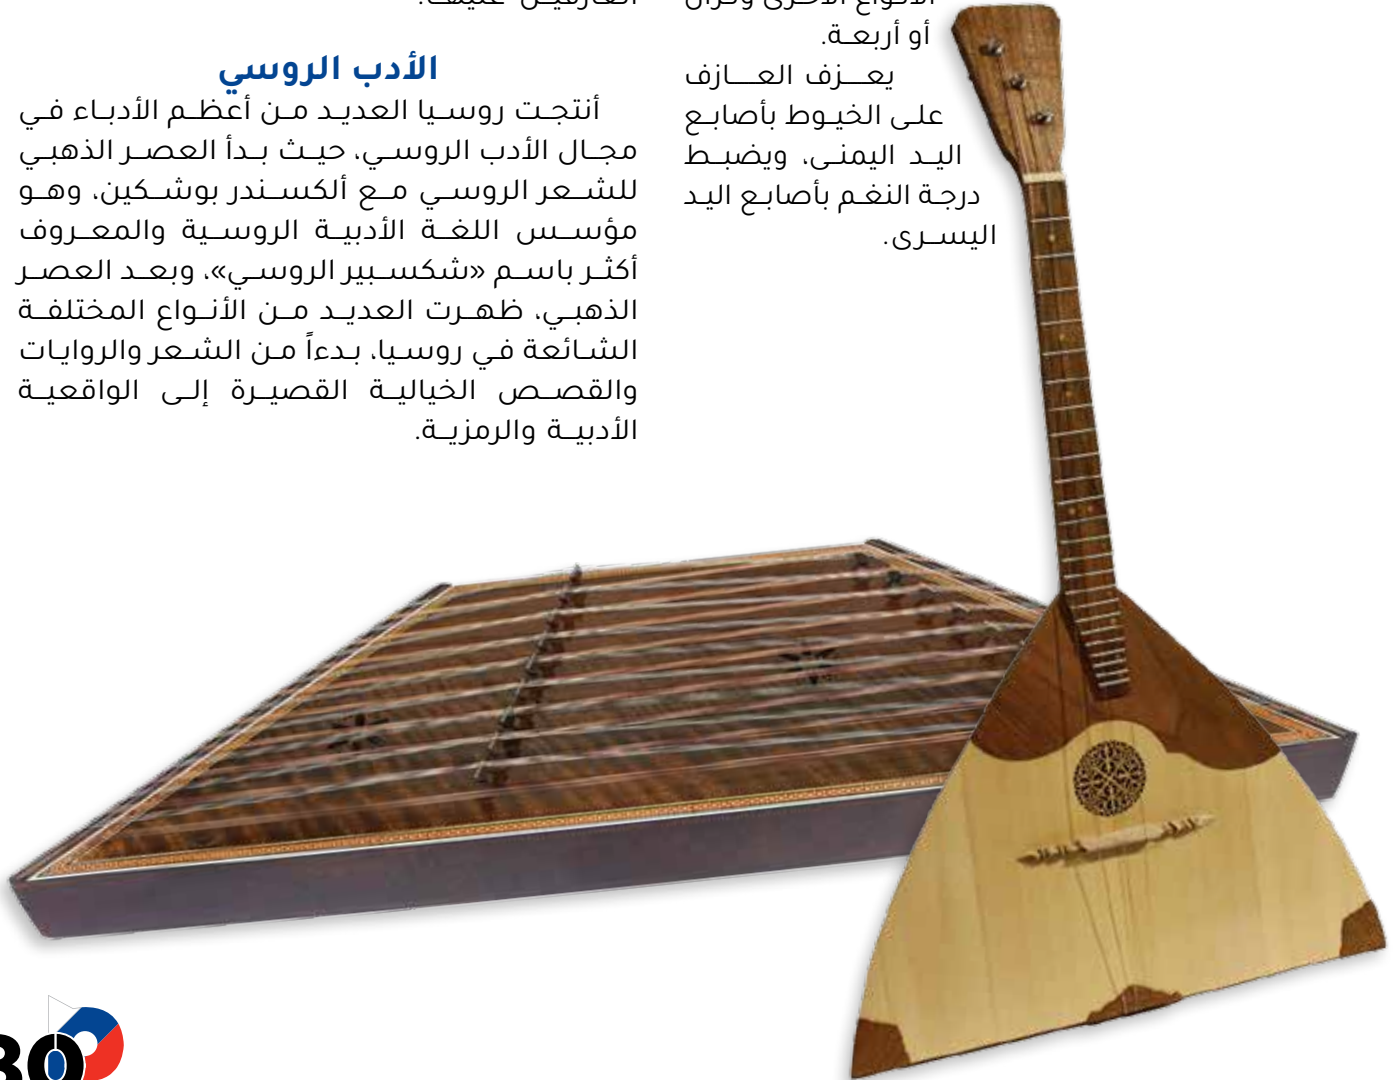 أو أربعة.
يعزف العازف
على الخيوط بأصابع
اليد اليمنى، ويضبط
درجة النغم بأصابع اليد
اليسرى.
الأدب الروسي
أنتجت روسيا العديد من أعظم الأدباء في
مجال الأدب الروسي، حيث بدأ العصر الذهبي
للشعر الروسي مع ألكسندر بوشكين، وهو
مؤسس اللغة الأدبية الروسية والمعروف
أكثر باسم «شكسبير الروسي»، وبعد العصر
الذهبي، ظهرت العديد من الأنواع المختلفة
الشائعة في روسيا، بدءاً من الشعر والروايات
والقصص الخيالية القصيرة إلى الواقعية
الأدبية والرمزية.